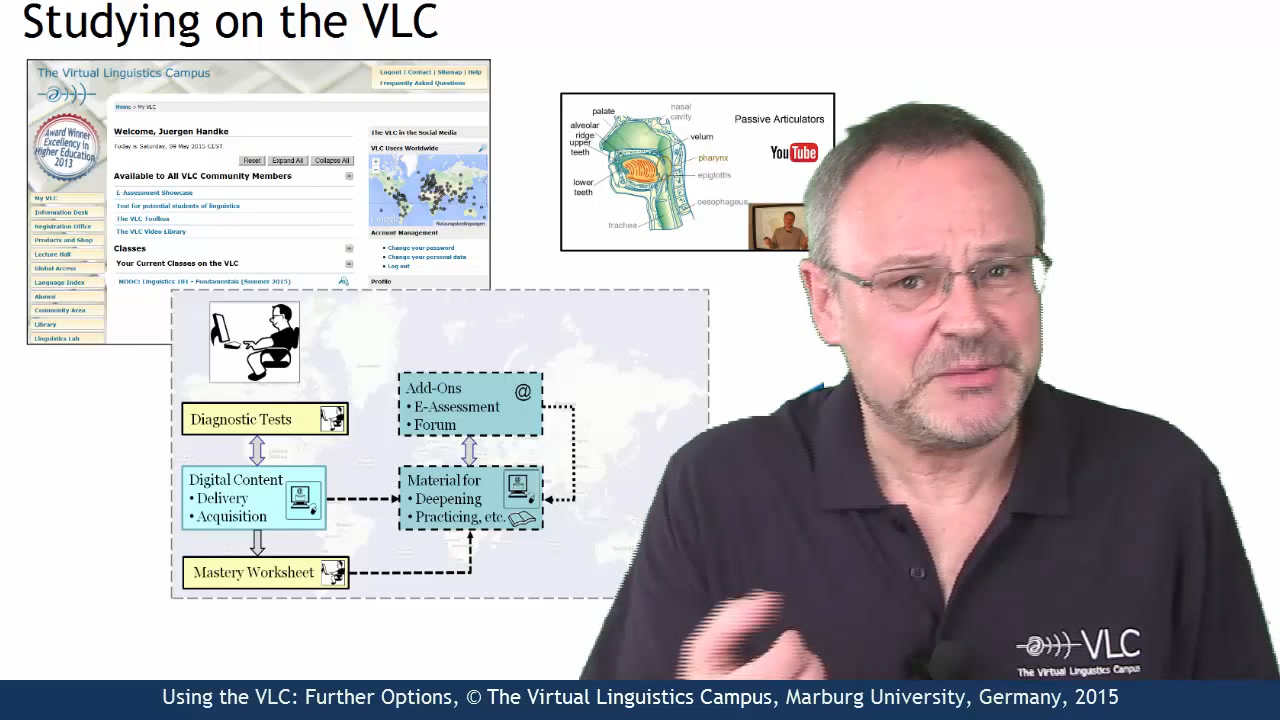 Studying on the VLC
The Virtual Linguistics Campus
Logout | Contact | Sitemap | Help
Frequently Asked Questions
Award Winner
Excellency in
Higher Education
2013
Home > My VLC
Welcome, Juergen Handke
Today is Saturday, 09 May 2015 CEST.
Reset
Expand All
Collapse All
Available to All VLC Community Members
E-Assessment Showcase
Test for potential students of linguistics
The VLC Toolbox
The VLC Video Library
Classes
Your Current Classes on the VLC
MOOC: Linguistics 101 - Fundamentals (Summer 2015)
The VLC in the Social Media
VLC Users Worldwide
Nutzungsbedingungen
Account Management
Change your password
Change your personal data
Log out
Profile
My VLC
Information Desk
Registration Office
Products and Shop
Lecture Hall
Global Access
Language Index
Alumni
Community Area
Library
Linguistics Lab
palate
alveolar
ridge
upper
teeth
lower
teeth
trachea
nasal
cavity
velum
pharynx
epiglottis
oesophageus
Passive Articulators
YouTube
Diagnostic Tests
Digital Content
• Delivery
• Acquisition
Mastery Worksheet
Add-Ons
@
• E-Assessment
• Forum
Material for
• Deepening
• Practicing, etc.
VLC
The Virtual Linguistics Campus
Using the VLC: Further Options, © The Virtual Linguistics Campus, Marburg University, Germany, 2015